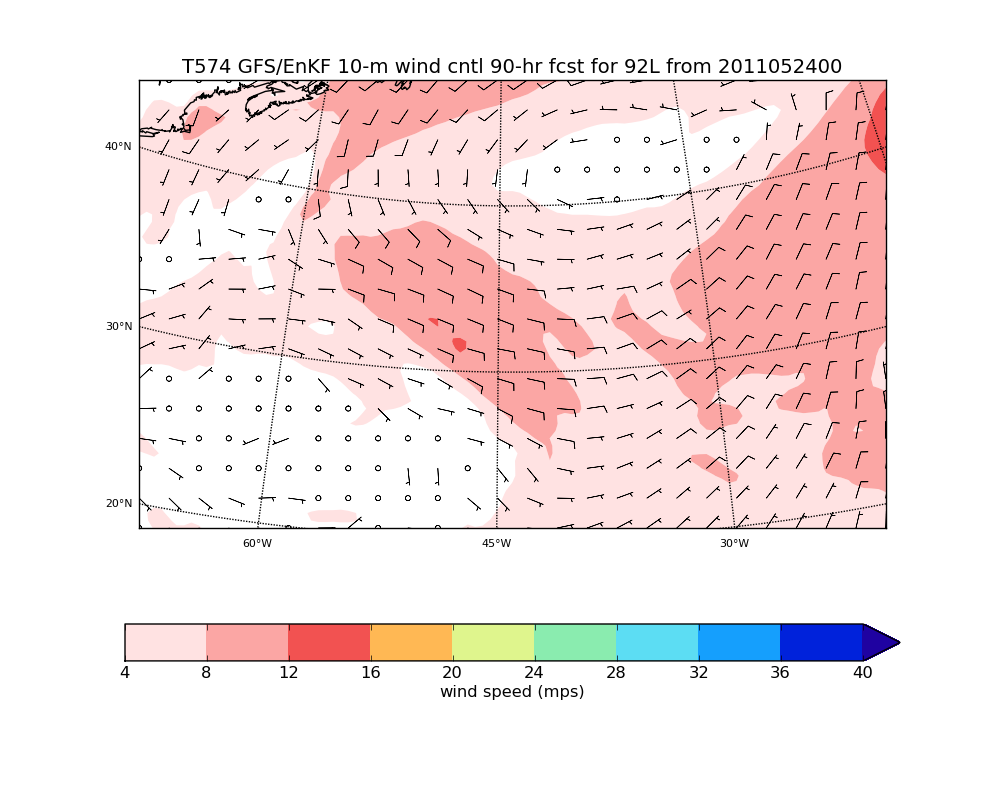 T574 GFS/EnKF 10-m wind cntl 90-hr fcst for 92L from 2011052400
40°N
30°N
20°N
60°W 45°W 30°W
4 8 12 16 20 24 28 32 36 40
wind speed (mps)